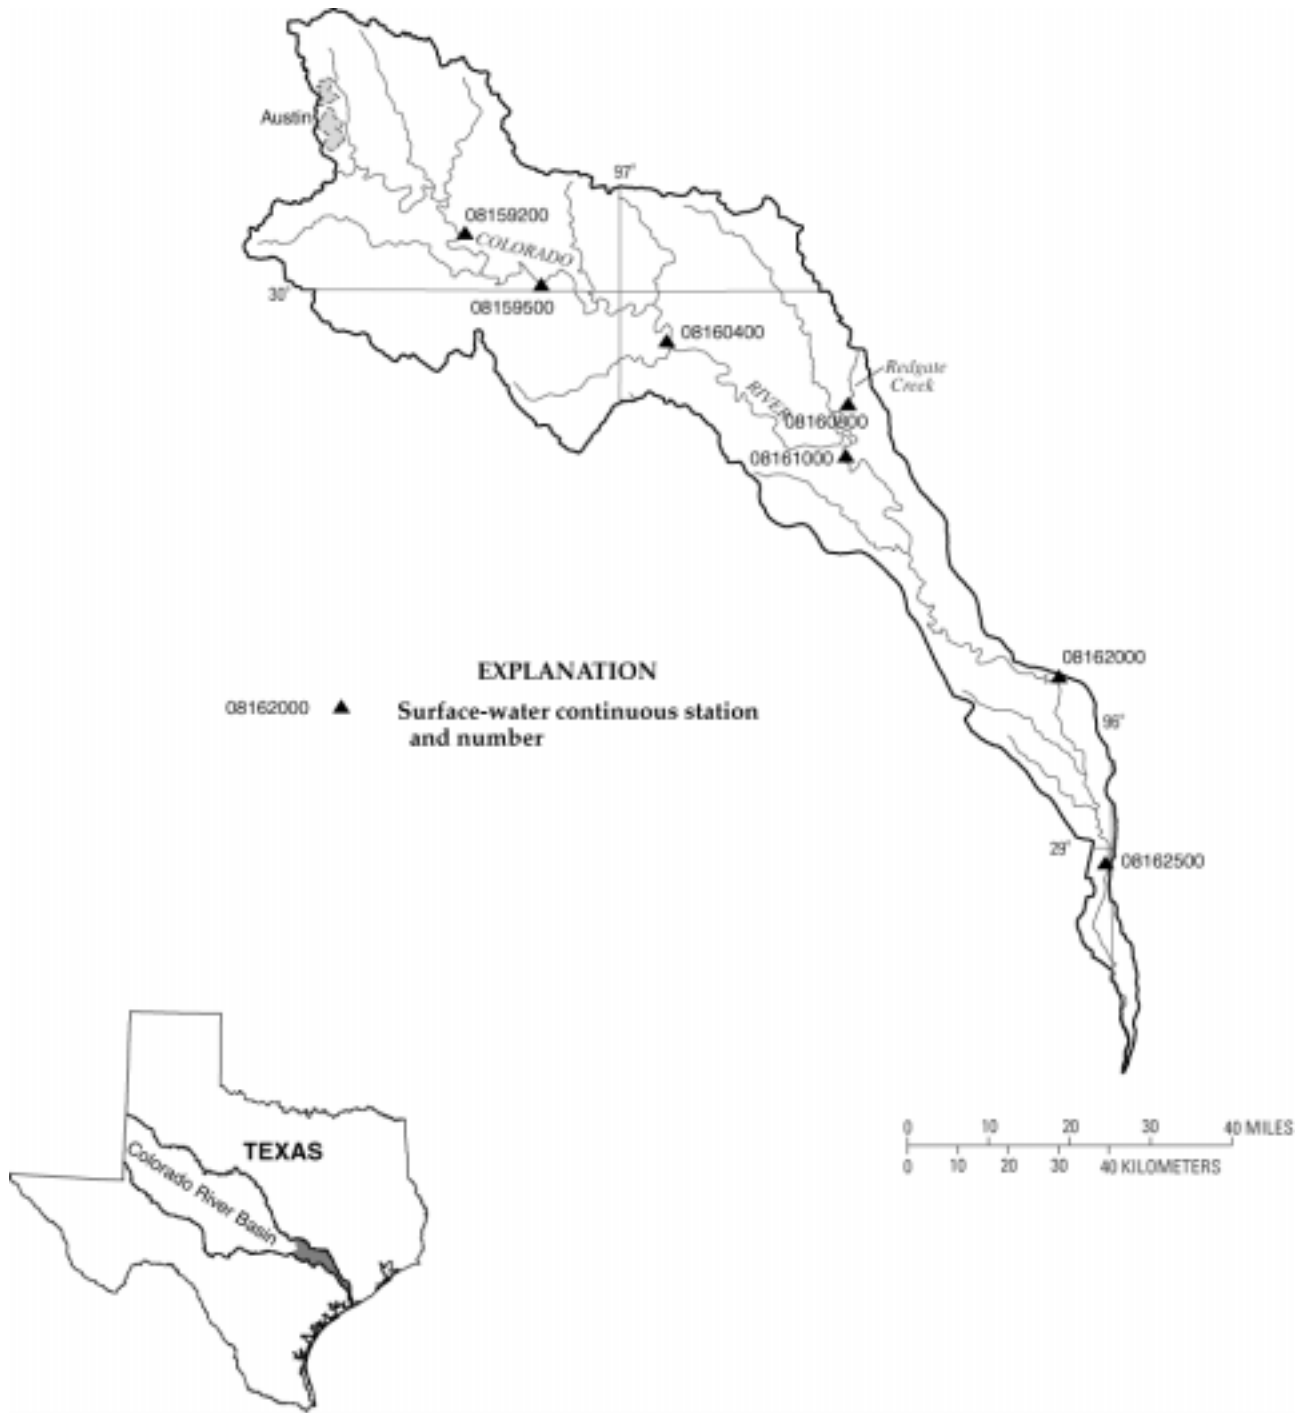 Austin
97°
08159200
COLORADO
30°
08159500
08160400
Redgate
Creek
RIVER
08160800
08161000
EXPLANATION
08162000
08162000 Surface-water continuous station
and number
96°
29°
08162500
TEXAS
Colorado River Basin
0 10 20 30 40 MILES
0 10 20 30 40 KILOMETERS